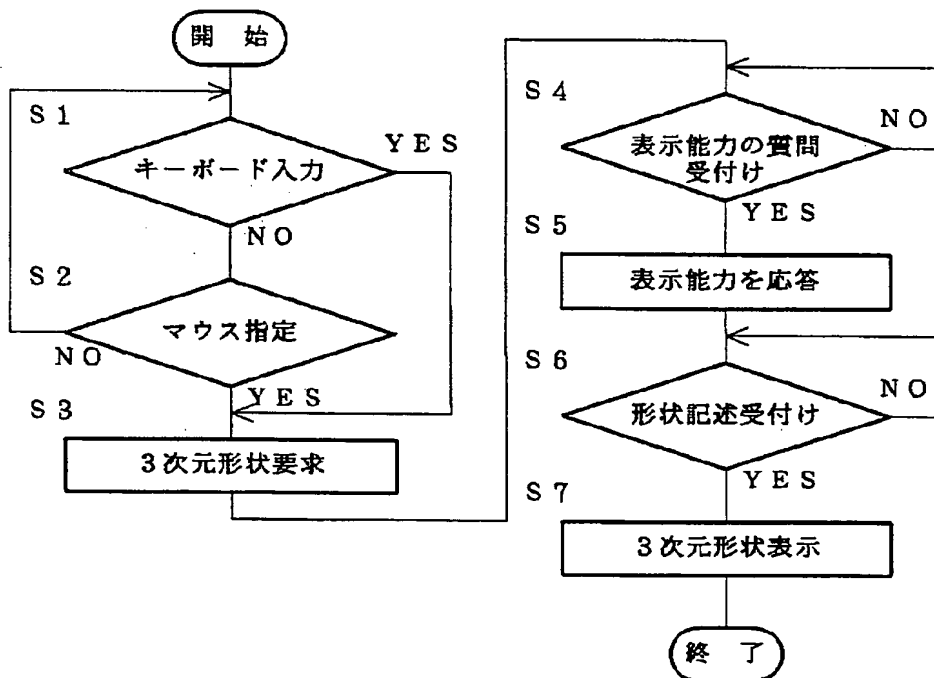 開 始
S1
キーボード入力
YES
NO
S2
マウス指定
NO
YES
S3
3次元形状要求
S4
表示能力の質問
受付け
NO
YES
S5
表示能力を応答
S6
形状記述受付け
NO
YES
S7
3次元形状表示
終 了